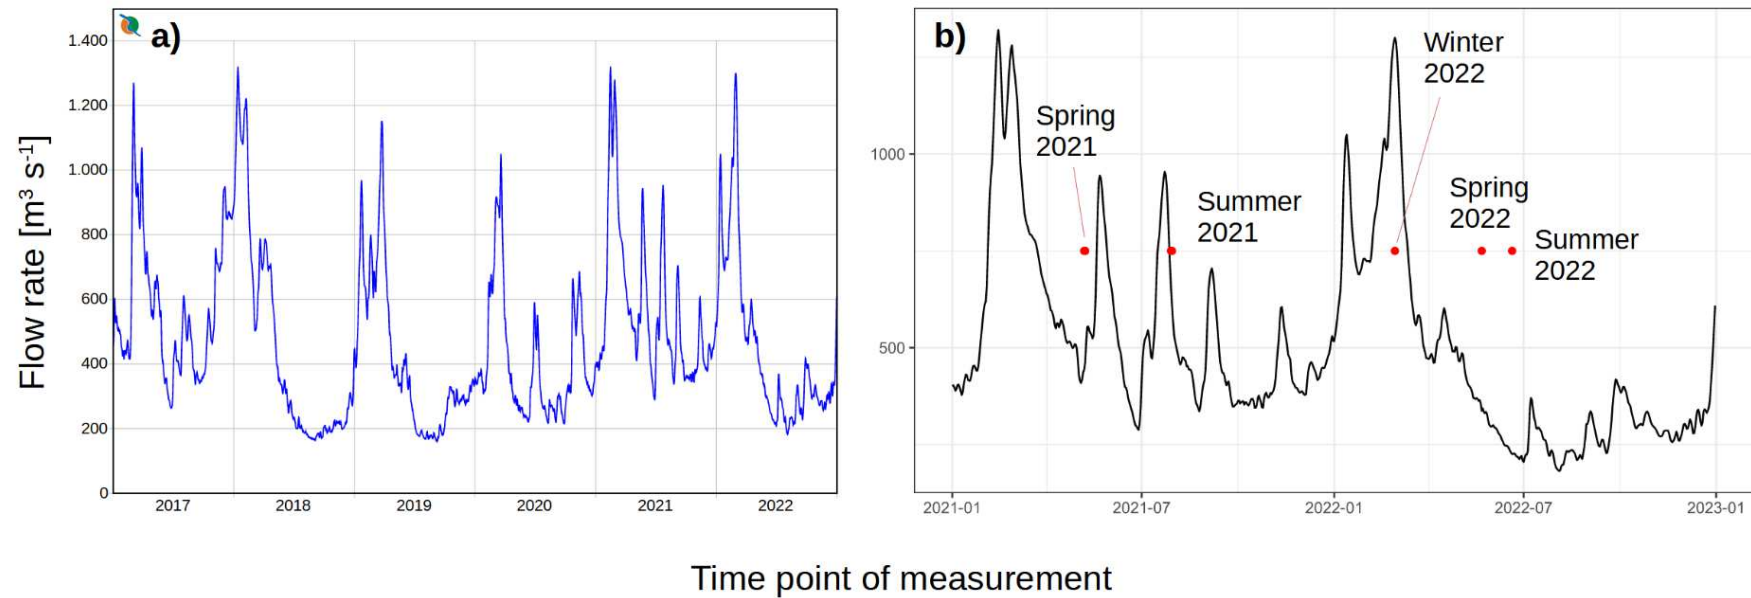 a)
1.400
1.200
1.000
800
600
400
200
0
Flow rate [m³ s⁻¹]
2017
2018
2019
2020
2021
2022
b)
Winter
2022
Spring
2021
Summer
2021
Spring
2022
Summer
2022
1000
500
2021-01
2021-07
2022-01
2022-07
2023-01
Time point of measurement